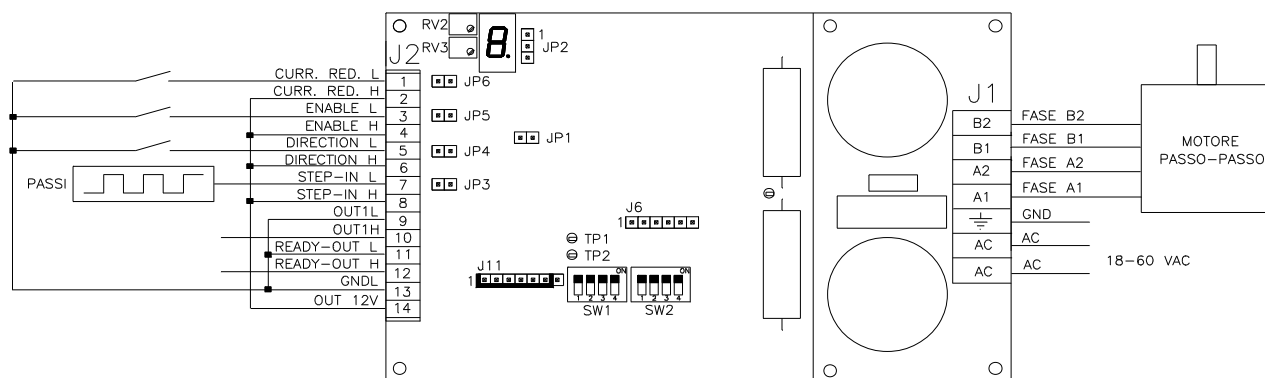 RV2
RV3
8.
1
JP2
J2
CURR. RED. L
1
JP6
CURR. RED. H
2
ENABLE L
3
JP5
ENABLE H
4
JP1
DIRECTION L
5
JP4
DIRECTION H
6
PASSI
STEP-IN L
7
JP3
STEP-IN H
8
OUT1L
9
OUT1H
10
READY-OUT L
11
READY-OUT H
12
GNDL
13
OUT 12V
14
J6
1
TP1
TP2
J11
1
ON
1 2 3 4
SW1
ON
1 2 3 4
SW2
J1
B2
FASE B2
B1
FASE B1
A2
FASE A2
A1
FASE A1
GND
AC
AC
AC
AC
18-60 VAC
MOTORE
PASSO-PASSO